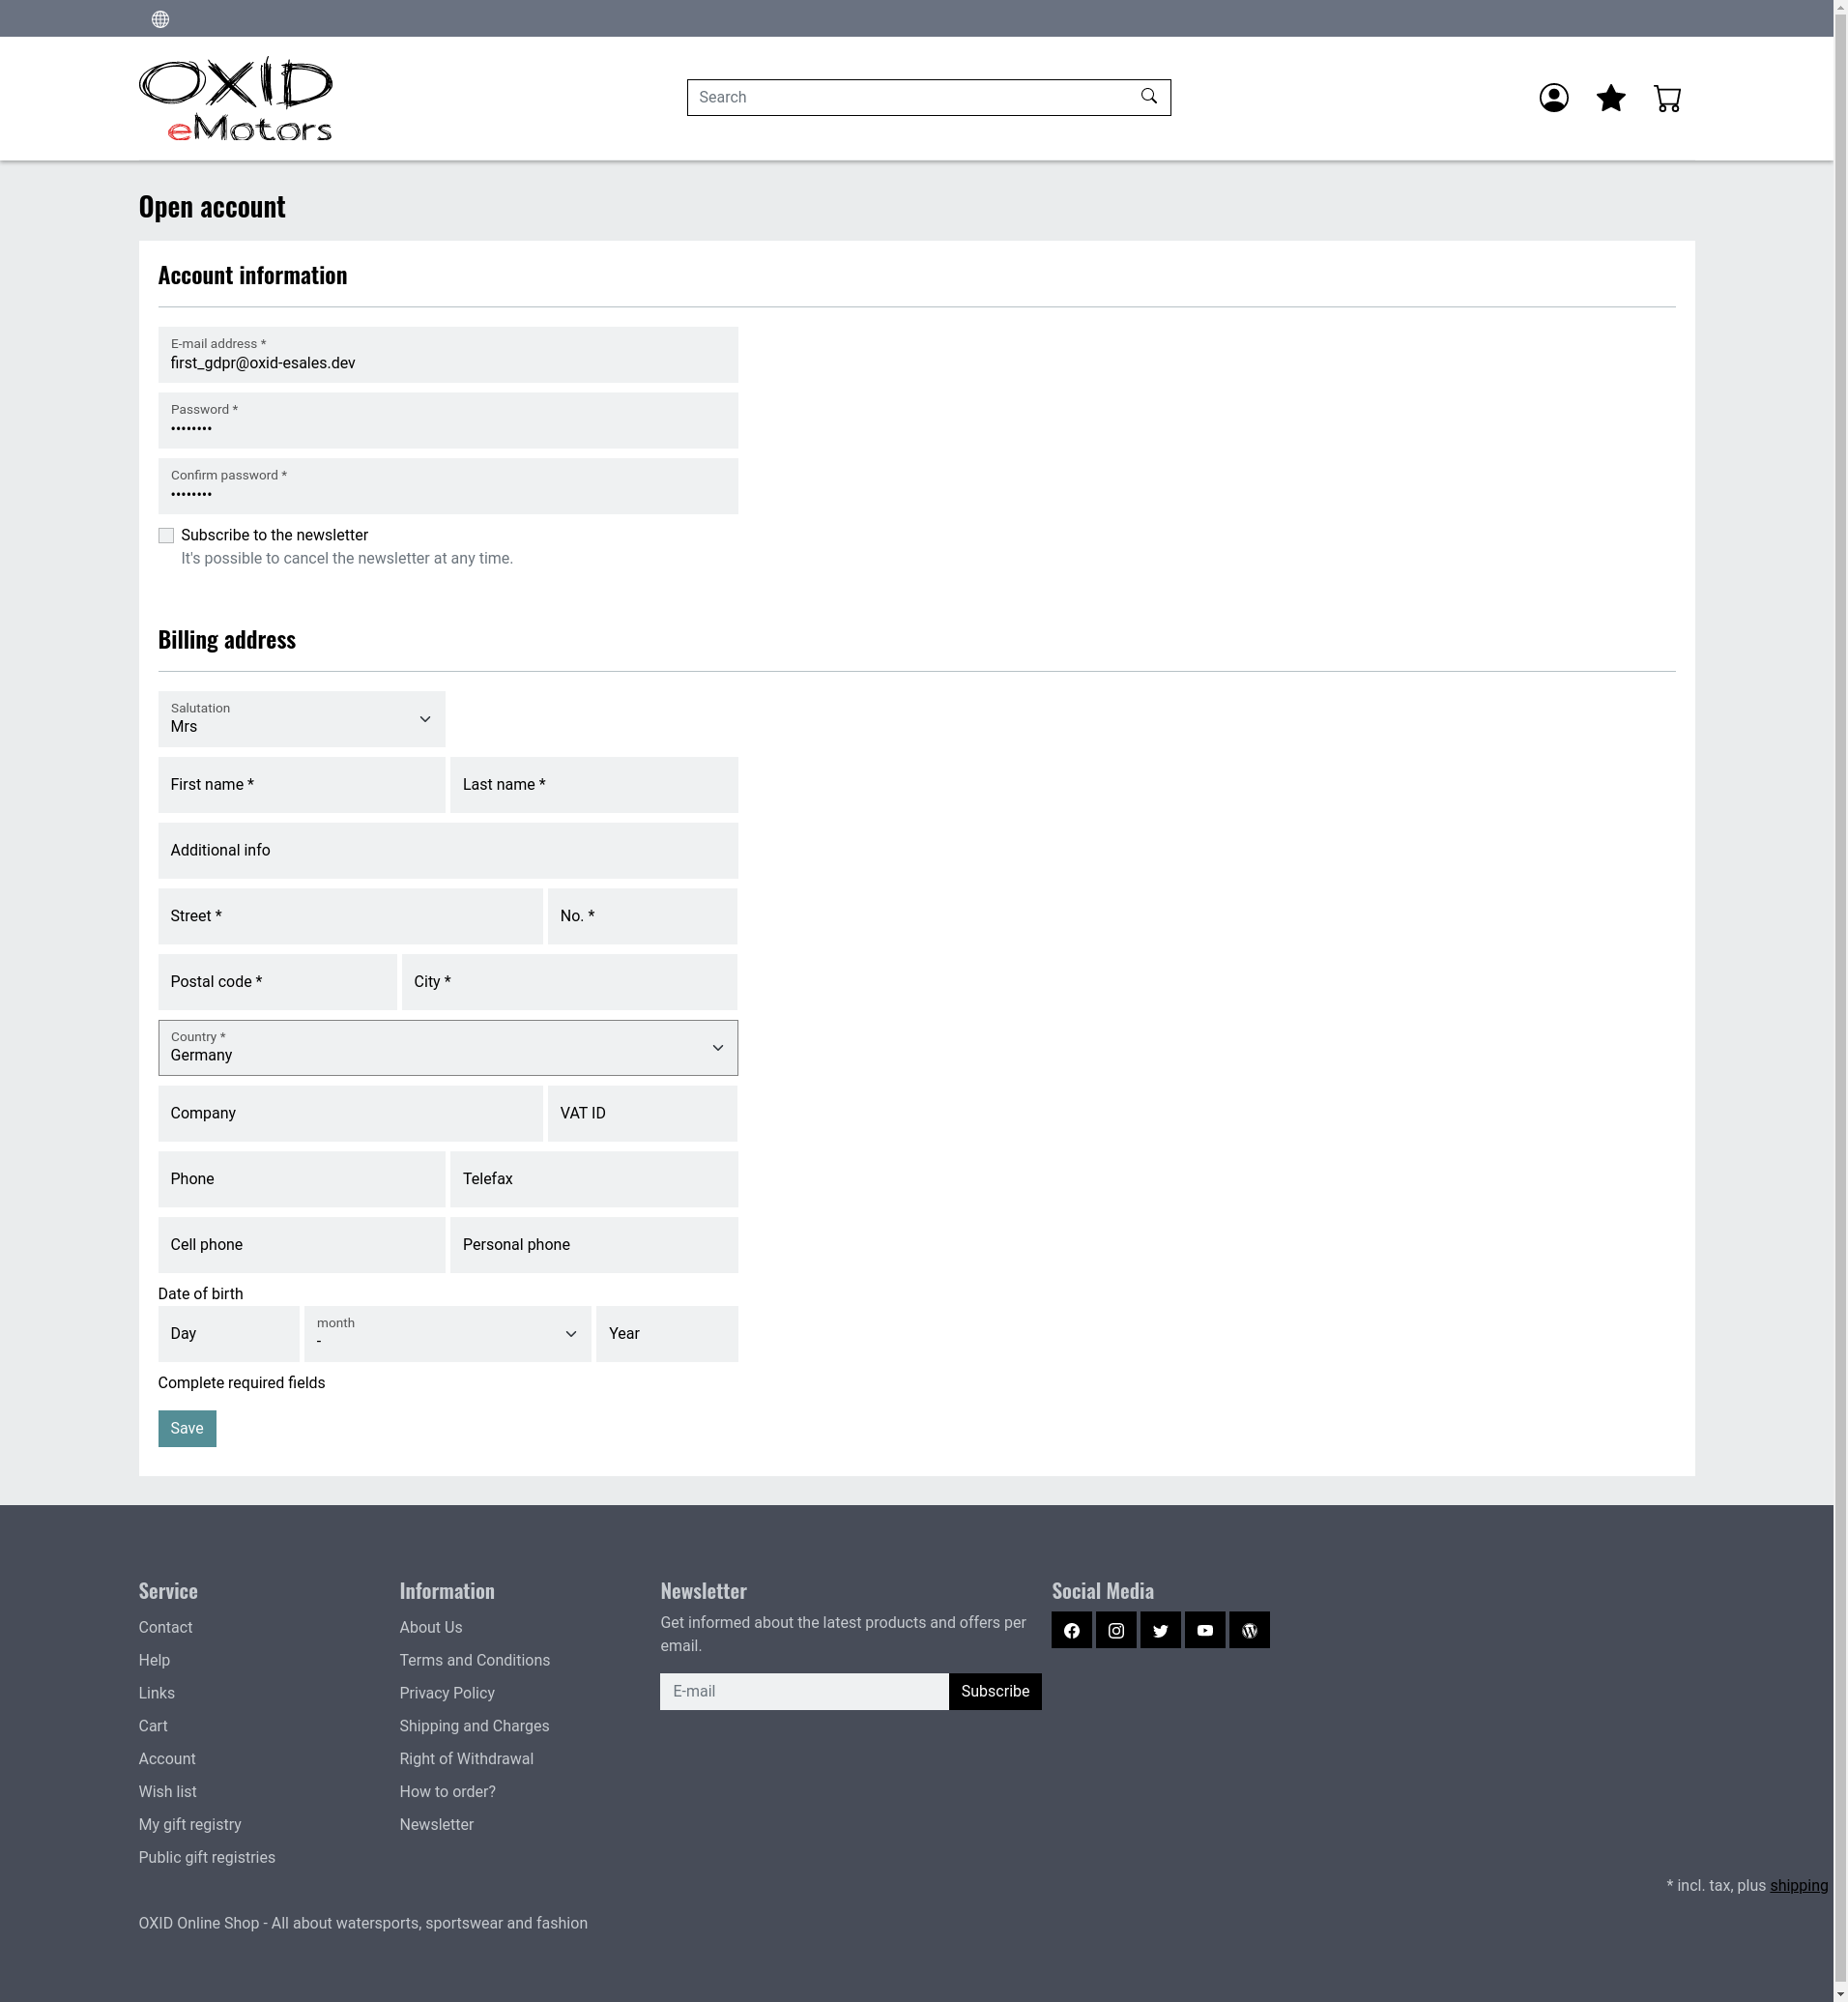 OXID
eMotors
Search
Open account
Account information
E-mail address *
first_gdpr@oxid-esales.dev
Password *
••••••••
Confirm password *
••••••••
Subscribe to the newsletter
It's possible to cancel the newsletter at any time.
Billing address
Salutation
Mrs
First name *
Last name *
Additional info
Street *
No. *
Postal code *
City *
Country *
Germany
Company
VAT ID
Phone
Telefax
Cell phone
Personal phone
Date of birth
Day
month
-
Year
Complete required fields
Save
Service
Contact
Help
Links
Cart
Account
Wish list
My gift registry
Public gift registries
Information
About Us
Terms and Conditions
Privacy Policy
Shipping and Charges
Right of Withdrawal
How to order?
Newsletter
Newsletter
Get informed about the latest products and offers per
email.
E-mail
Subscribe
Social Media
* incl. tax, plus shipping
OXID Online Shop - All about watersports, sportswear and fashion